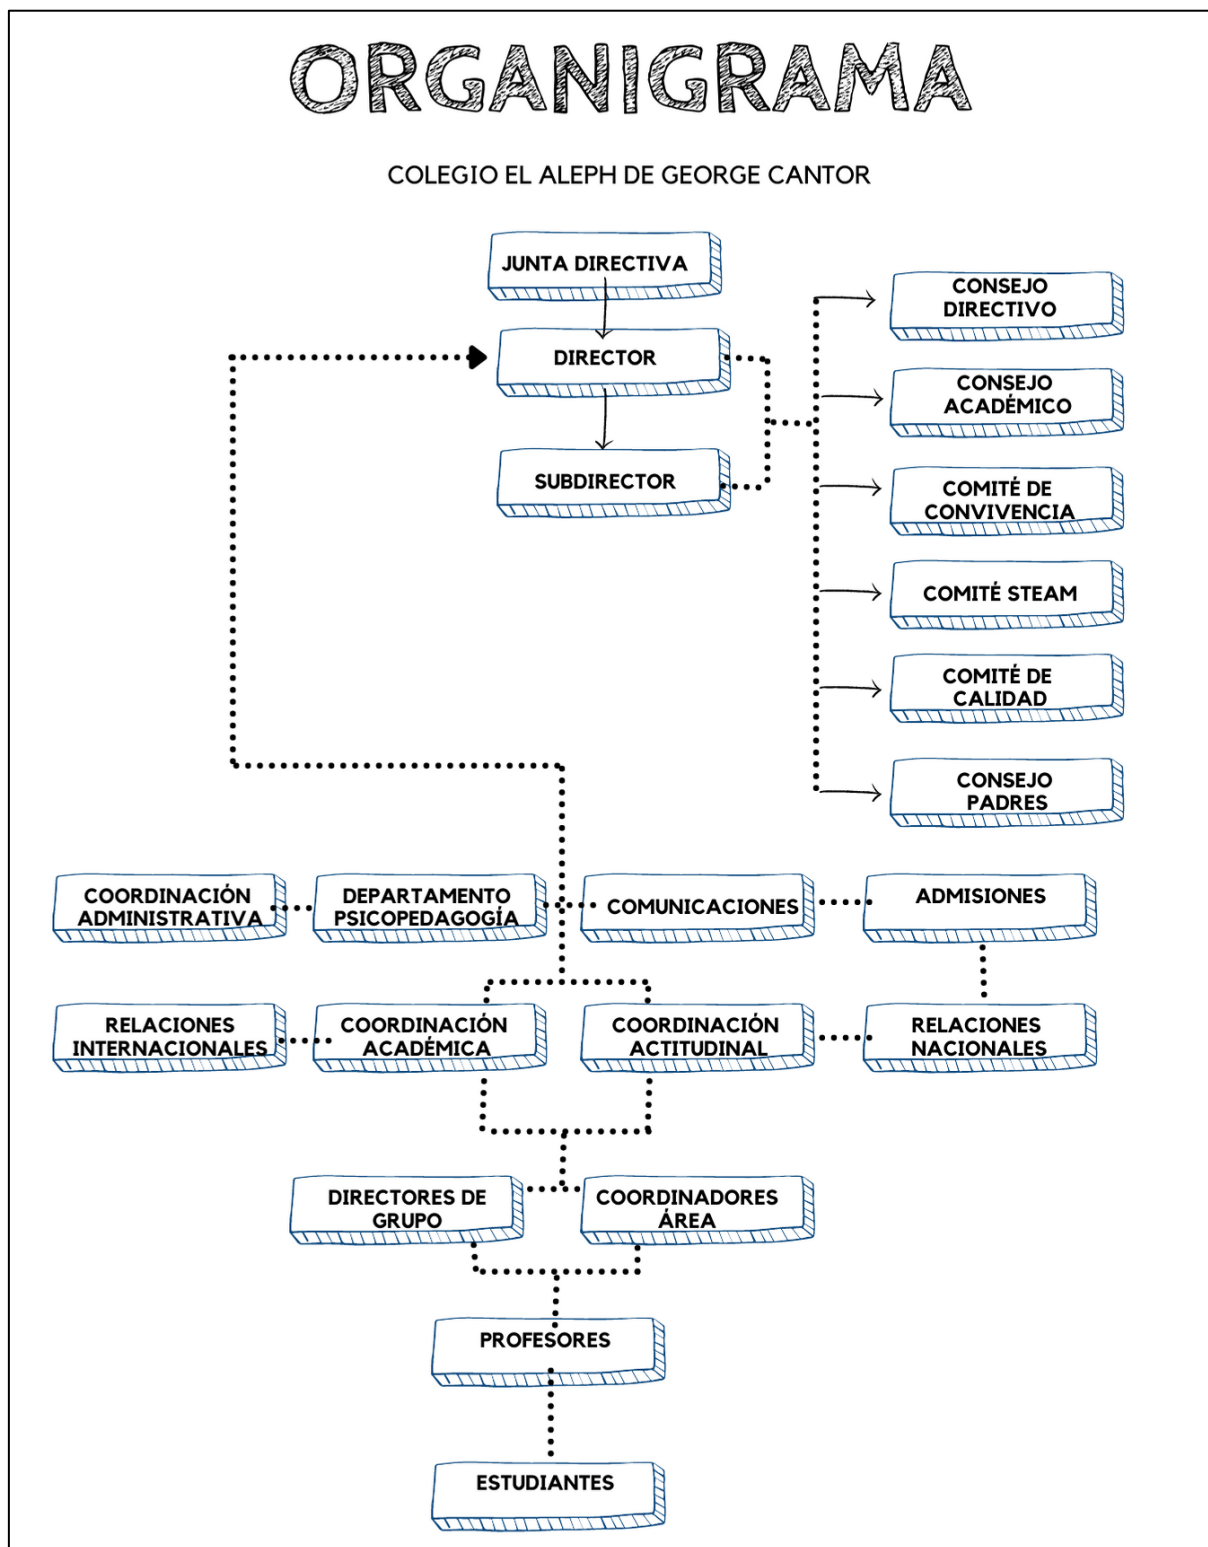 ORGANIGRAMA
COLEGIO EL ALEPH DE GEORGE CANTOR
JUNTA DIRECTIVA
DIRECTOR
SUBDIRECTOR
CONSEJO
DIRECTIVO
CONSEJO
ACADÉMICO
COMITÉ DE
CONVIVENCIA
COMITÉ STEAM
COMITÉ DE
CALIDAD
CONSEJO
PADRES
COORDINACIÓN
ADMINISTRATIVA
DEPARTAMENTO
PSICOPEDAGOGÍA
COMUNICACIONES
ADMISIONES
RELACIONES
INTERNACIONALES
COORDINACIÓN
ACADÉMICA
COORDINACIÓN
ACTITUDINAL
RELACIONES
NACIONALES
DIRECTORES DE
GRUPO
COORDINADORES
ÁREA
PROFESORES
ESTUDIANTES